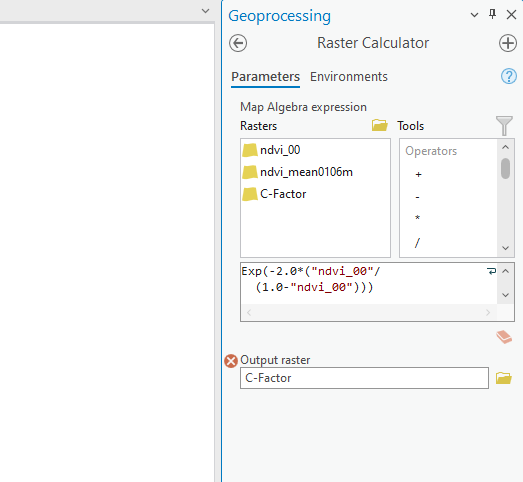 Geoprocessing
Raster Calculator
Parameters Environments
?
Map Algebra expression
Rasters Tools
ndvi_00
ndvi_mean0106m
C-Factor
Operators
+
-
*
/
Exp(-2.0*("ndvi_00"/
(1.0-"ndvi_00")))
Output raster
C-Factor